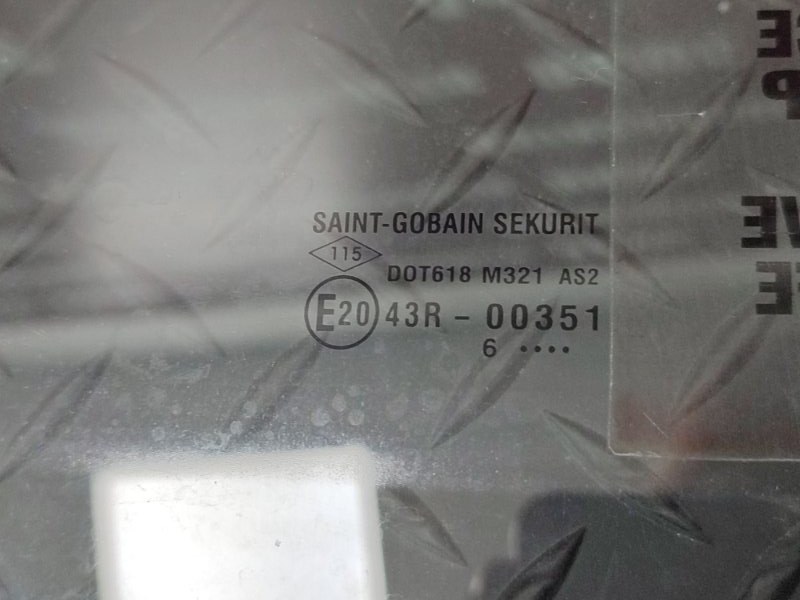 SAINT-GOBAIN SEKURIT
115
DOT618 M321 AS2
E20 43R - 00351
6 ••••